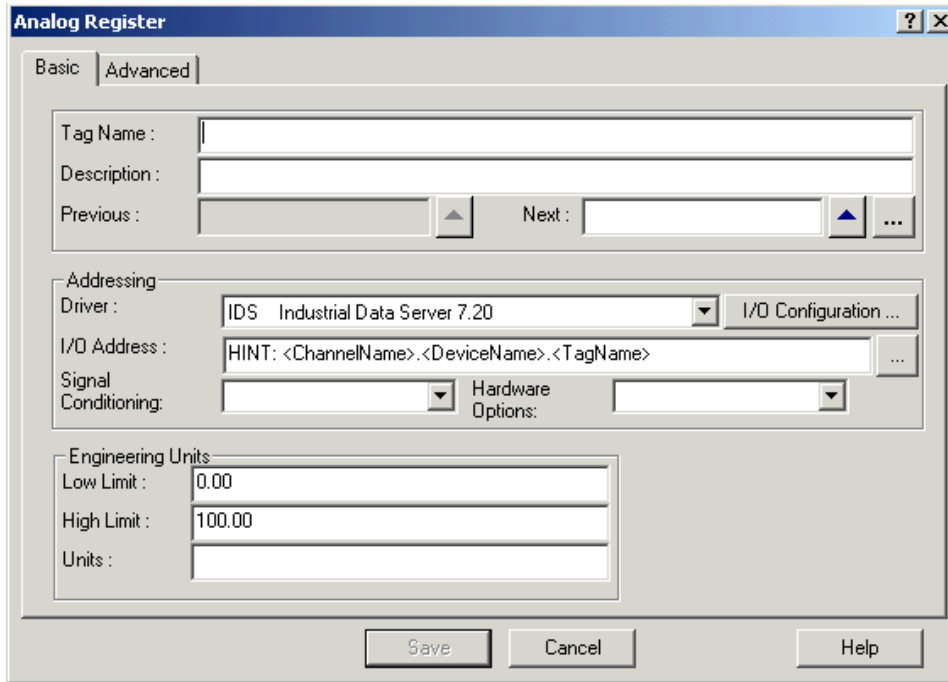 Analog Register
Basic Advanced
Tag Name :
Description :
Previous : Next : ...
Addressing
Driver : IDS Industrial Data Server 7.20 I/O Configuration ...
I/O Address : HINT: <ChannelName>.<DeviceName>.<TagName> ...
Signal Conditioning: Hardware Options:
Engineering Units
Low Limit : 0.00
High Limit : 100.00
Units :
Save Cancel Help